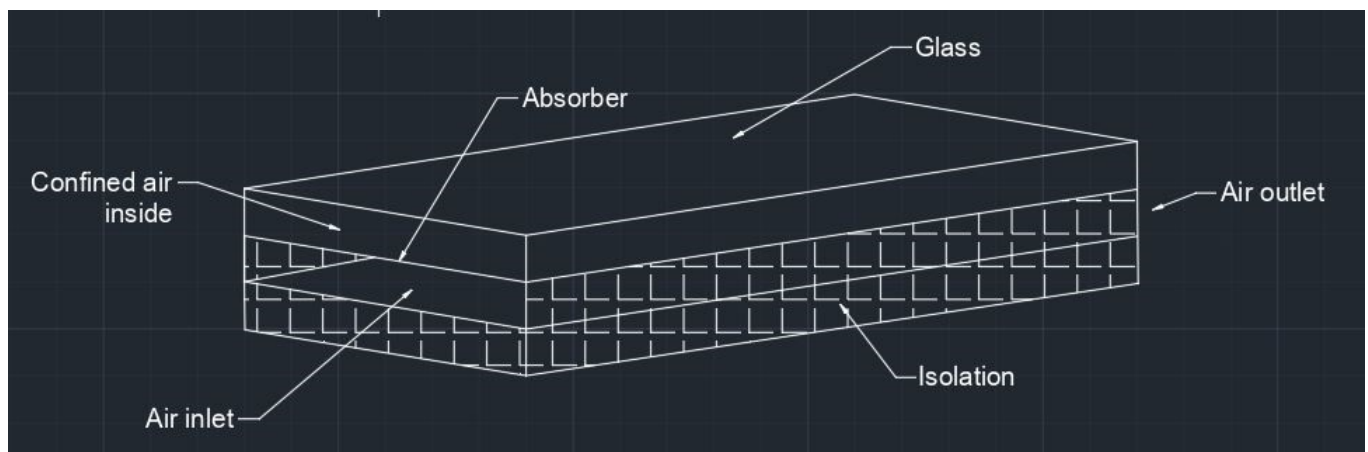 Glass
Absorber
Confined air
inside
Air outlet
Isolation
Air inlet